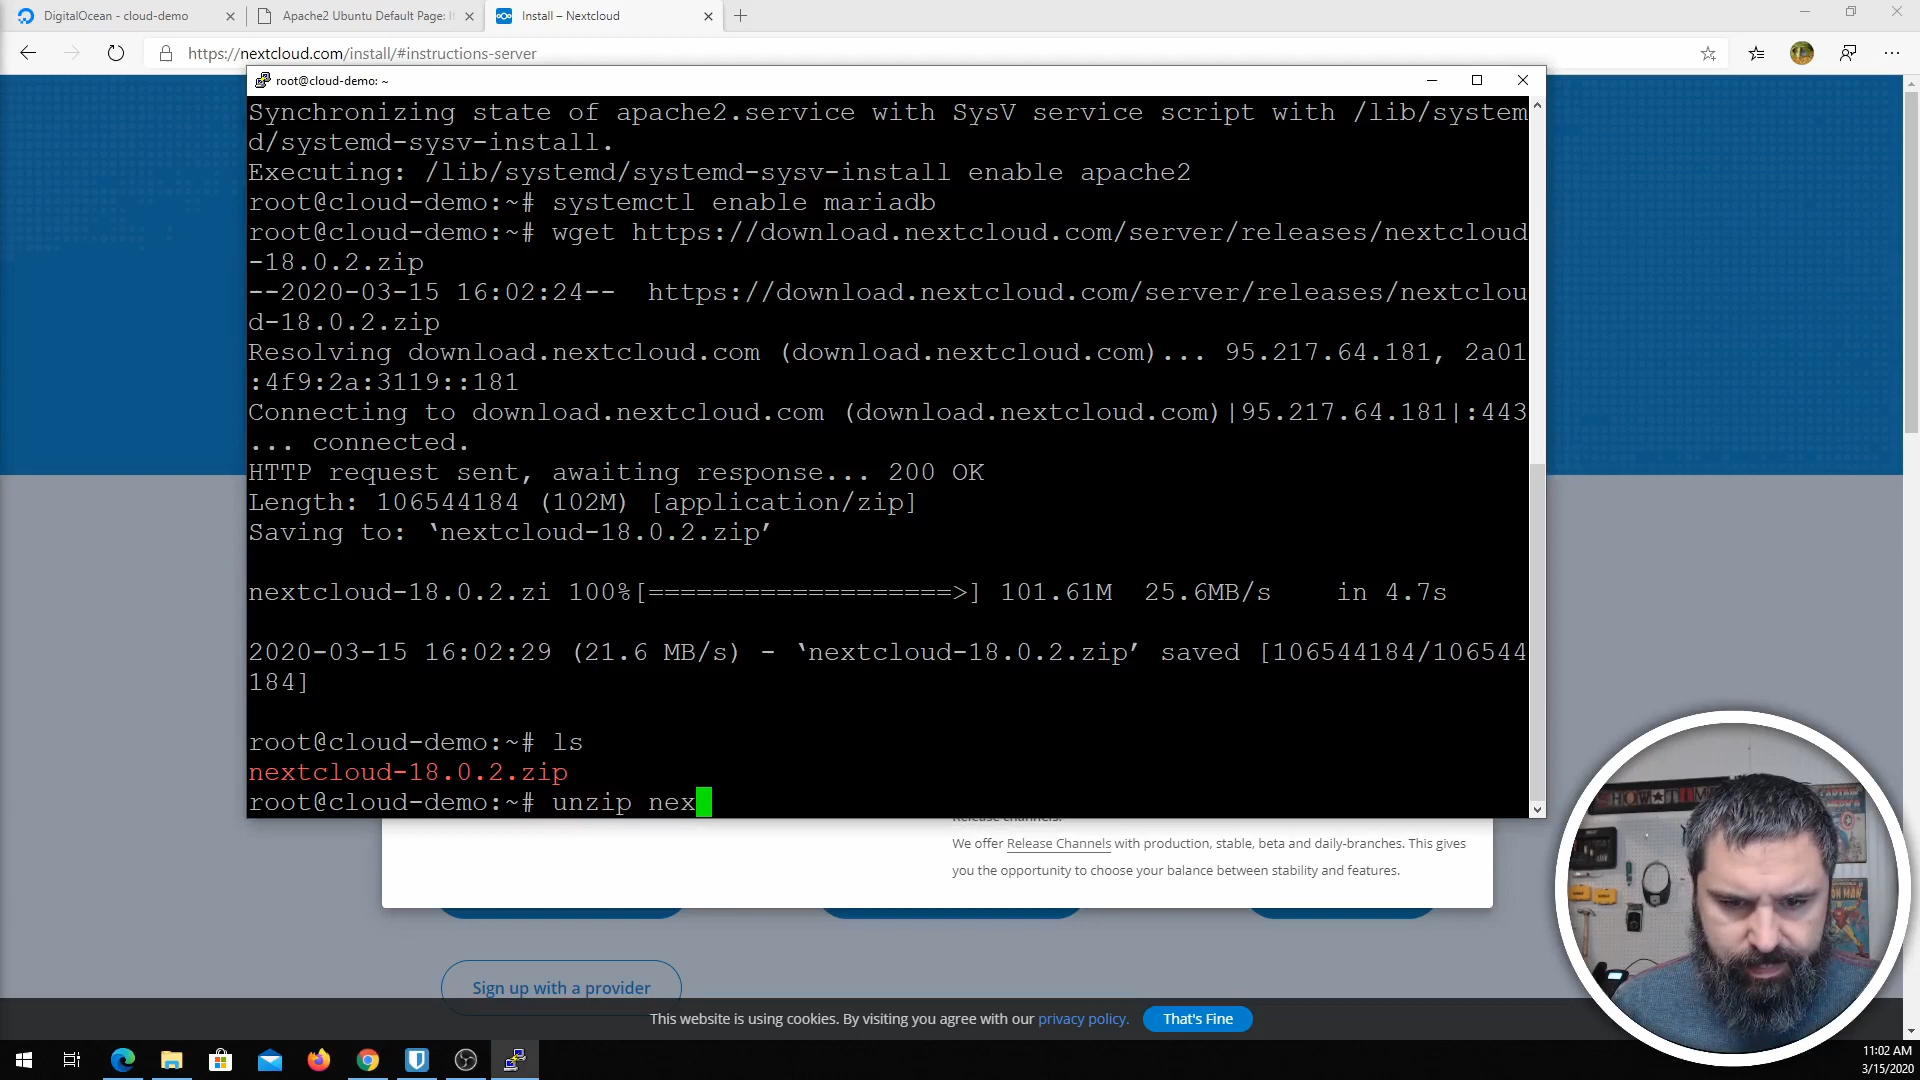 DigitalOcean - cloud-demo
Apache2 Ubuntu Default Page: It
Install – Nextcloud
https://nextcloud.com/install/#instructions-server
root@cloud-demo: ~
Synchronizing state of apache2.service with SysV service script with /lib/system
d/systemd-sysv-install.
Executing: /lib/systemd/systemd-sysv-install enable apache2
root@cloud-demo:~# systemctl enable mariadb
root@cloud-demo:~# wget https://download.nextcloud.com/server/releases/nextcloud
-18.0.2.zip
--2020-03-15 16:02:24--  https://download.nextcloud.com/server/releases/nextclou
d-18.0.2.zip
Resolving download.nextcloud.com (download.nextcloud.com)... 95.217.64.181, 2a01
:4f9:2a:3119::181
Connecting to download.nextcloud.com (download.nextcloud.com)|95.217.64.181|:443
... connected.
HTTP request sent, awaiting response... 200 OK
Length: 106544184 (102M) [application/zip]
Saving to: ‘nextcloud-18.0.2.zip’
nextcloud-18.0.2.zi 100%[===================>] 101.61M  25.6MB/s    in 4.7s
2020-03-15 16:02:29 (21.6 MB/s) - ‘nextcloud-18.0.2.zip’ saved [106544184/106544
184]
root@cloud-demo:~# ls
nextcloud-18.0.2.zip
root@cloud-demo:~# unzip nex
Release channels.
We offer Release Channels with production, stable, beta and daily-branches. This gives
you the opportunity to choose your balance between stability and features.
Sign up with a provider
This website is using cookies. By visiting you agree with our privacy policy.
That's Fine
SHOW★TIME
11:02 AM
3/15/2020